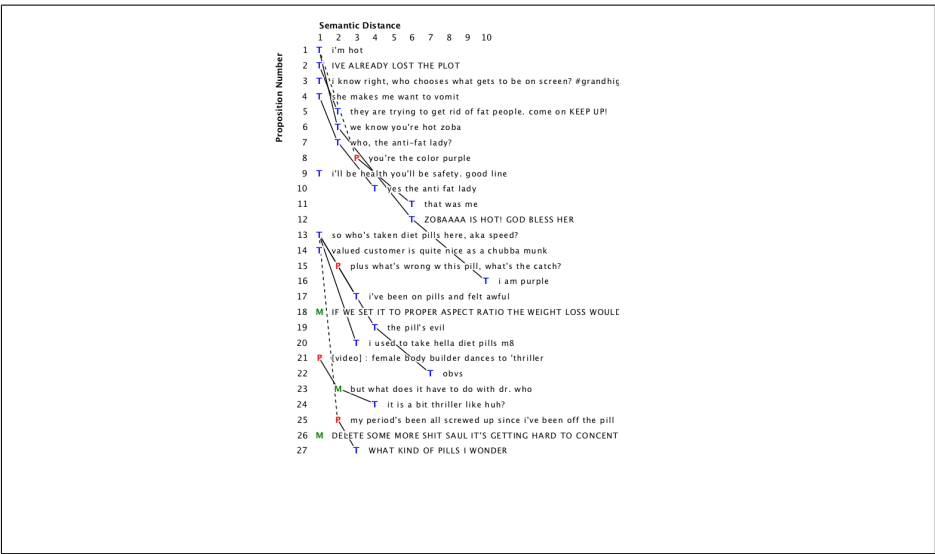 Semantic Distance
1 2 3 4 5 6 7 8 9 10
Proposition Number
1 T i'm hot
2 T IVE ALREADY LOST THE PLOT
3 T i know right, who chooses what gets to be on screen? #grandhig
4 T she makes me want to vomit
5 T they are trying to get rid of fat people. come on KEEP UP!
6 T we know you're hot zoba
7 T who, the anti-fat lady?
8 P you're the color purple
9 T i'll be health you'll be safety. good line
10 T yes the anti fat lady
11 T that was me
12 T ZOBAAAA IS HOT! GOD BLESS HER
13 T so who's taken diet pills here, aka speed?
14 T valued customer is quite nice as a chubba munk
15 P plus what's wrong w this pill, what's the catch?
16 T i am purple
17 T i've been on pills and felt awful
18 M IF WE SET IT TO PROPER ASPECT RATIO THE WEIGHT LOSS WOULD
19 T the pill's evil
20 T i used to take hella diet pills m8
21 P [video] : female body builder dances to 'thriller
22 T obvs
23 M but what does it have to do with dr. who
24 T it is a bit thriller like huh?
25 P my period's been all screwed up since i've been off the pill
26 M DELETE SOME MORE SHIT SAUL IT'S GETTING HARD TO CONCENT
27 T WHAT KIND OF PILLS I WONDER